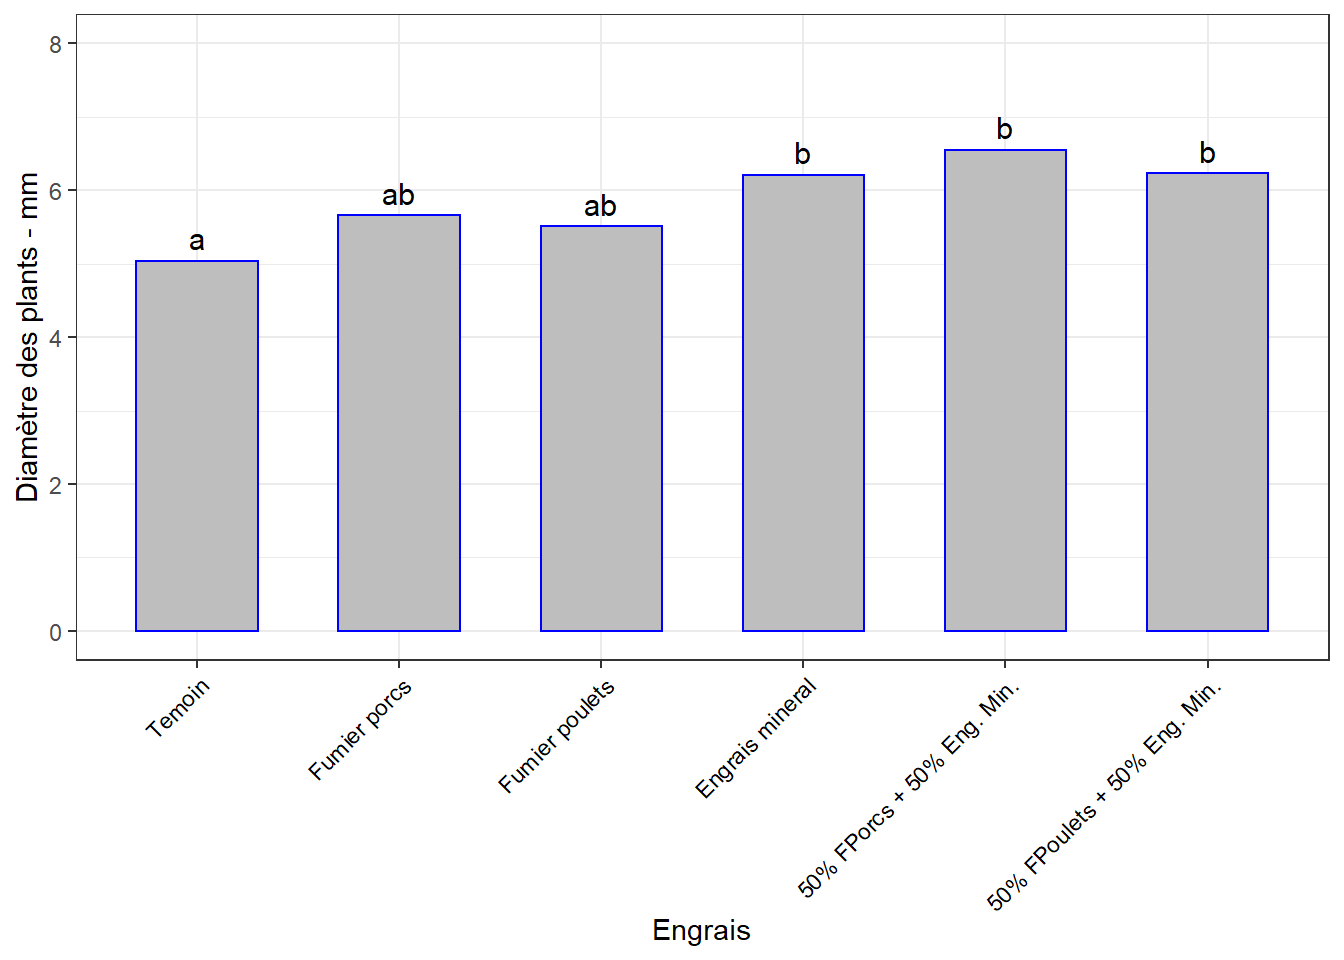 Diamètre des plants - mm
8
6
4
2
0
a
ab
ab
b
b
b
Temoin
Fumier porcs
Fumier poulets
Engrais mineral
50% FPorcs + 50% Eng. Min.
50% FPoulets + 50% Eng. Min.
Engrais